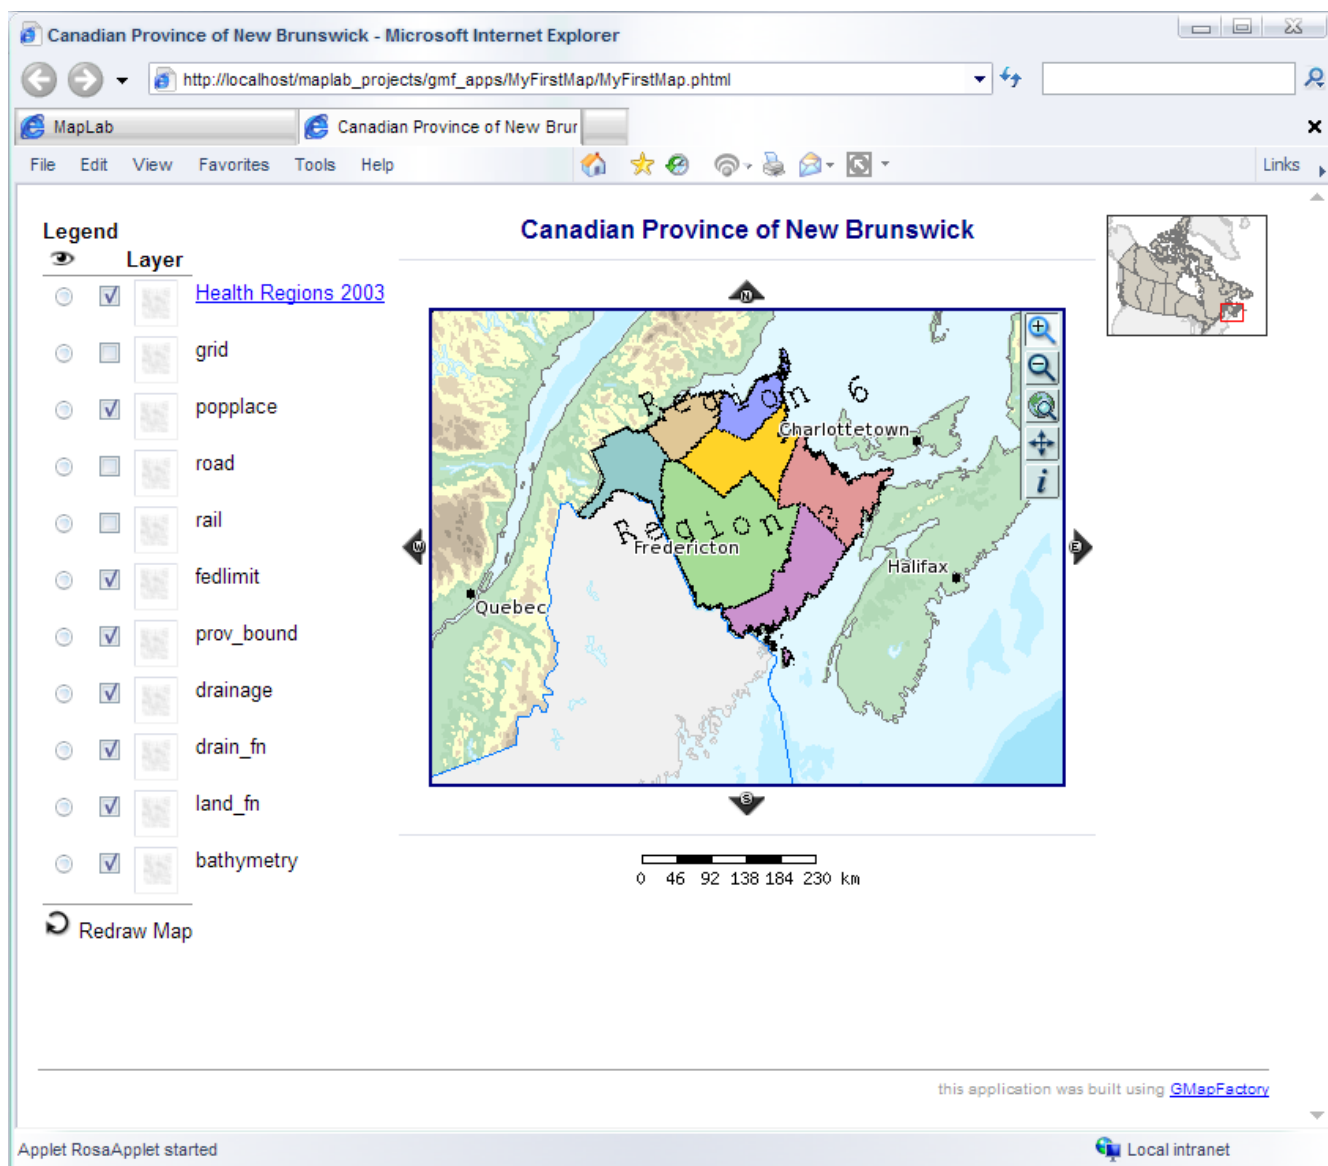 Canadian Province of New Brunswick - Microsoft Internet Explorer
http://localhost/maplab_projects/gmf_apps/MyFirstMap/MyFirstMap.phtml
MapLab
Canadian Province of New Brur
File Edit View Favorites Tools Help
Links
Legend
Layer
Health Regions 2003
grid
popplace
road
rail
fedlimit
prov_bound
drainage
drain_fn
land_fn
bathymetry
Redraw Map
Canadian Province of New Brunswick
N
Region 6
Charlottetown
Region 3
Fredericton
W
E
Halifax
Quebec
S
0 46 92 138 184 230 km
this application was built using GMapFactory
Applet RosaApplet started
Local intranet